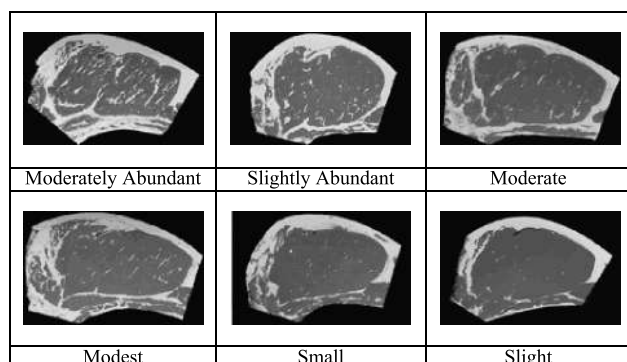 Moderately Abundant
Slightly Abundant
Moderate
Modest
Small
Slight